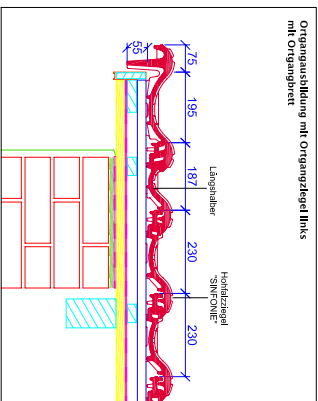 Ortgangausbildung mit Ortgangziegel links
mit Ortgangbrett
75
195
187
230
230
55
Längshalber
Hohlfalzziegel
"SINFONIE"